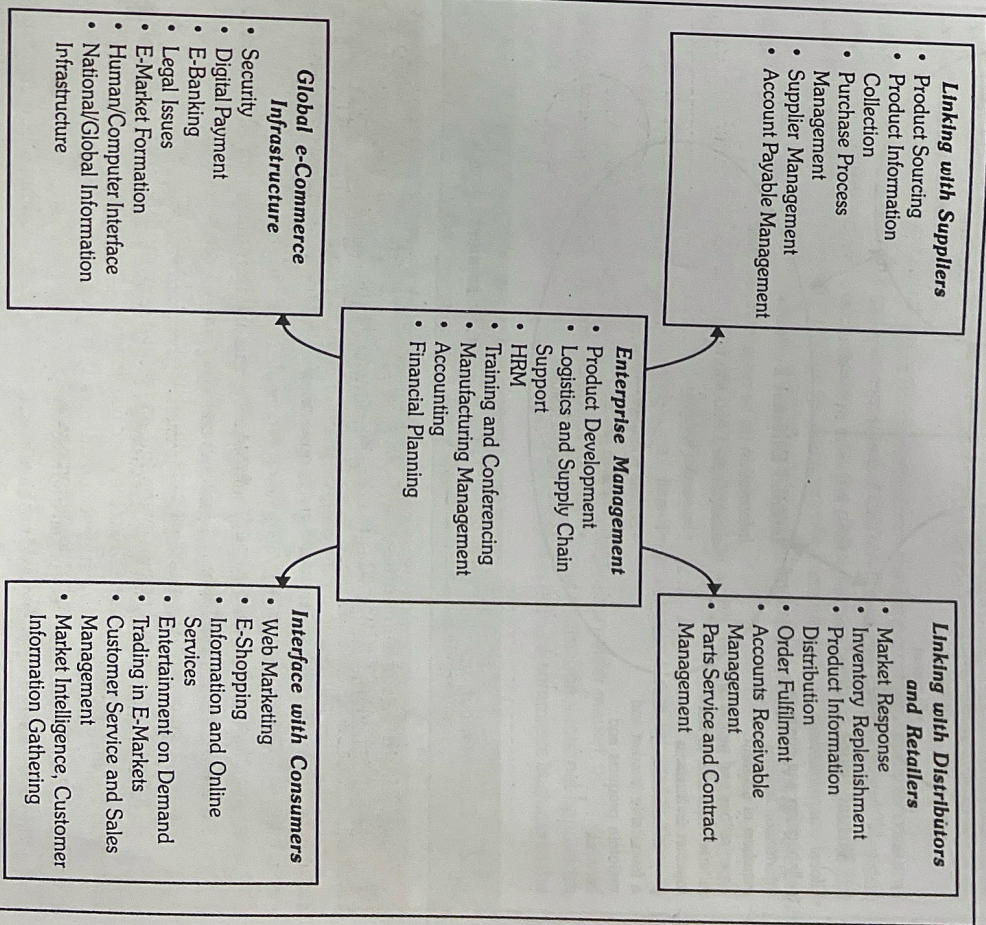 Linking with Suppliers
• Product Sourcing
• Product Information
Collection
• Purchase Process
Management
• Supplier Management
• Account Payable Management
Linking with Distributors
and Retailers
• Market Response
• Inventory Replenishment
• Product Information
Distribution
• Order Fulfilment
• Accounts Receivable
Management
• Parts Service and Contract
Management
Enterprise Management
• Product Development
• Logistics and Supply Chain
Support
• HRM
• Training and Conferencing
• Manufacturing Management
• Accounting
• Financial Planning
Global e-Commerce
Infrastructure
• Security
• Digital Payment
• E-Banking
• Legal Issues
• E-Market Formation
• Human/Computer Interface
• National/Global Information
Infrastructure
Interface with Consumers
• Web Marketing
• E-Shopping
• Information and Online
Services
• Entertainment on Demand
• Trading in E-Markets
• Customer Service and Sales
Management
• Market Intelligence, Customer
Information Gathering